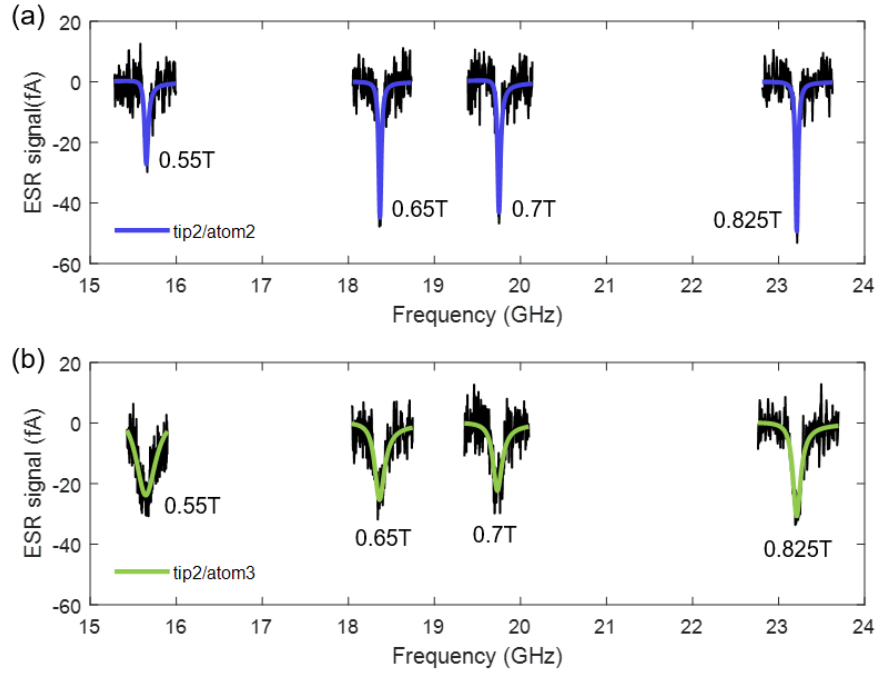 (a)
20
0
-20
-40
-60
ESR signal(fA)
0.55T
0.65T
0.7T
0.825T
tip2/atom2
15 16 17 18 19 20 21 22 23 24
Frequency (GHz)
(b)
20
0
-20
-40
-60
ESR signal (fA)
0.55T
0.65T
0.7T
0.825T
tip2/atom3
15 16 17 18 19 20 21 22 23 24
Frequency (GHz)